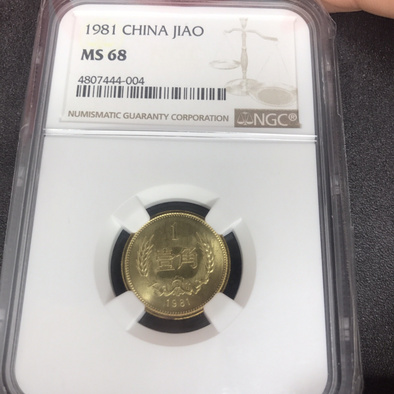 1981 CHINA JIAO
MS 68
4807444-004
NUMISMATIC GUARANTY CORPORATION
NGC®
1
壹角
1981